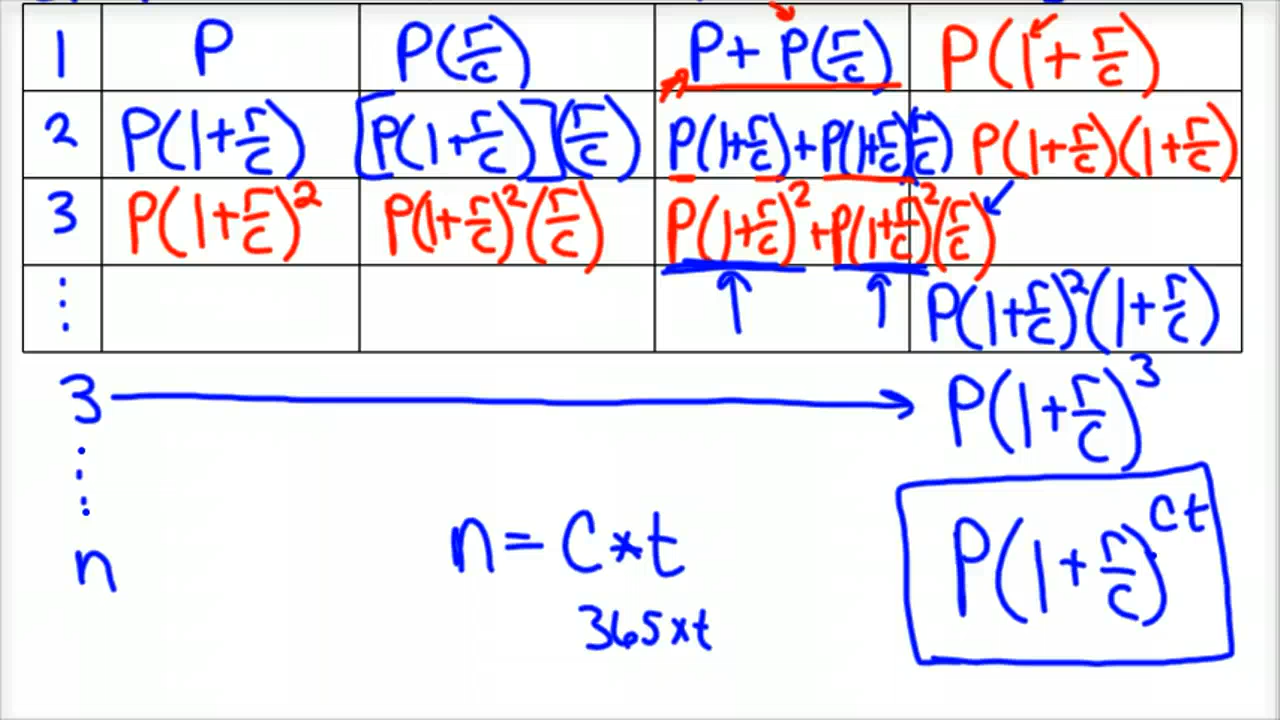 1 P P(r/c) P + P(r/c) P(1 + r/c)
2 P(1+r/c) [P(1+r/c)](r/c) P(1+r/c)+P(1+r/c)(r/c) P(1+r/c)(1+r/c)
3 P(1+r/c)² P(1+r/c)²(r/c) P(1+r/c)²+P(1+r/c)²(r/c)
⋮ P(1+r/c)²(1+r/c)
3 → P(1+r/c)³
⋮
n = C*t P(1+r/c)^Ct
n
365×t